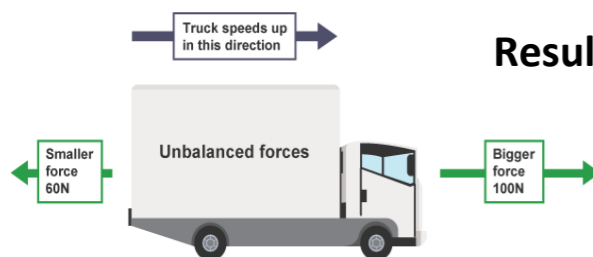 Truck speeds up
in this direction
Resul
Unbalanced forces
Smaller
force
60N
Bigger
force
100N